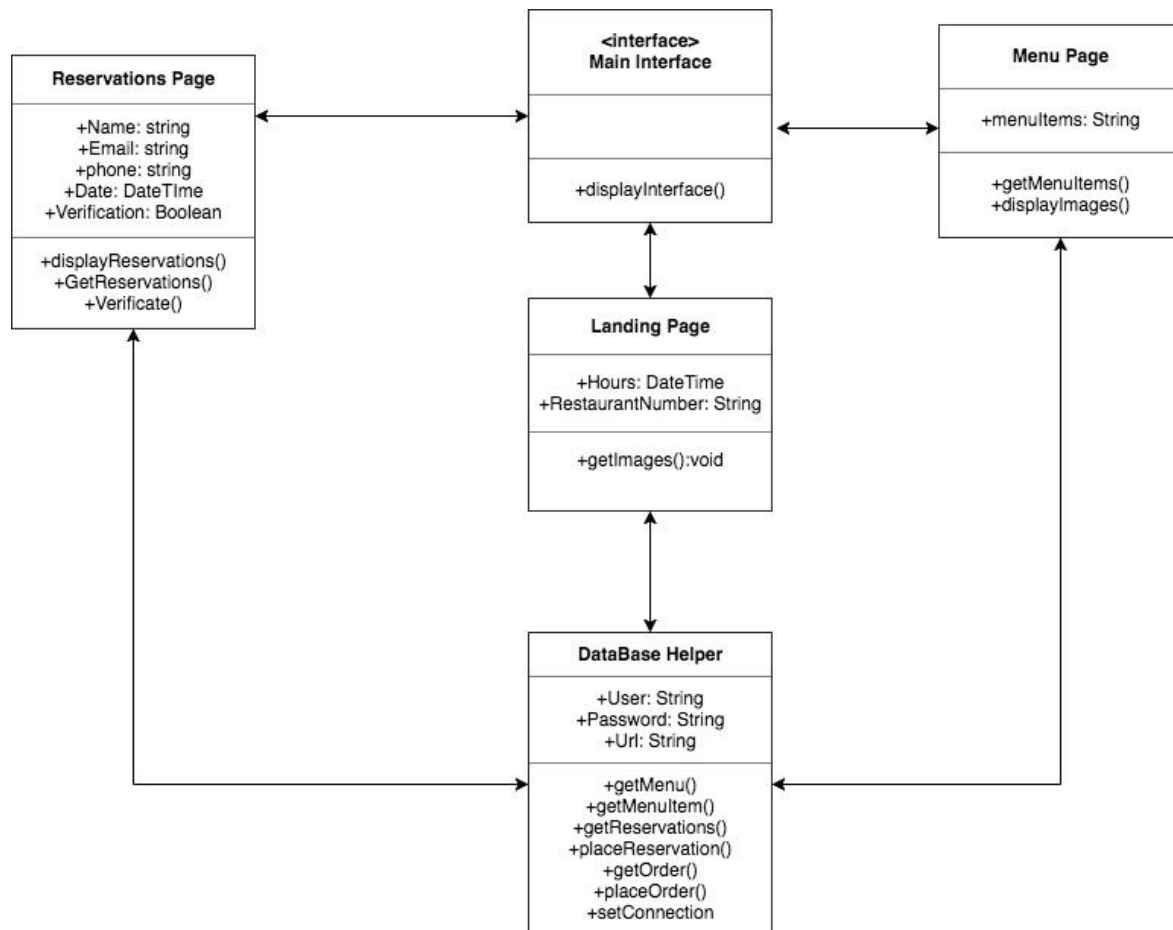 Reservations Page
+Name: string
+Email: string
+phone: string
+Date: DateTIme
+Verification: Boolean
+displayReservations()
+GetReservations()
+Verificate()
<interface>
Main Interface
+displayInterface()
Menu Page
+menuItems: String
+getMenuItems()
+displayImages()
Landing Page
+Hours: DateTime
+RestaurantNumber: String
+getImages():void
DataBase Helper
+User: String
+Password: String
+Url: String
+getMenu()
+getMenuItem()
+getReservations()
+placeReservation()
+getOrder()
+placeOrder()
+setConnection